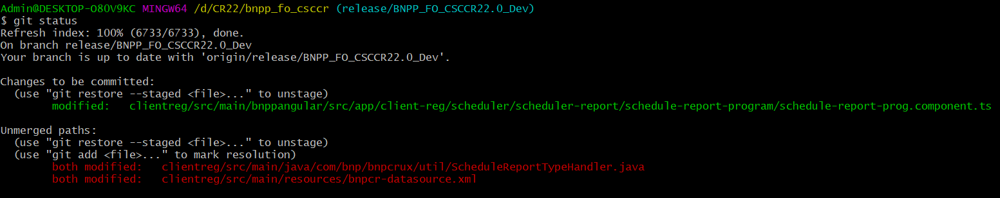 Admin@DESKTOP-O80V9KC MINGW64 /d/CR22/bnpp_fo_csccr (release/BNPP_FO_CSCCR22.0_Dev)
$ git status
Refresh index: 100% (6733/6733), done.
On branch release/BNPP_FO_CSCCR22.0_Dev
Your branch is up to date with 'origin/release/BNPP_FO_CSCCR22.0_Dev'.

Changes to be committed:
  (use "git restore --staged <file>..." to unstage)
        modified:   clientreg/src/main/bnppangular/src/app/client-reg/scheduler/scheduler-report/schedule-report-program/schedule-report-prog.component.ts

Unmerged paths:
  (use "git restore --staged <file>..." to unstage)
  (use "git add <file>..." to mark resolution)
        both modified:   clientreg/src/main/java/com/bnp/bnpcrux/util/ScheduleReportTypeHandler.java
        both modified:   clientreg/src/main/resources/bnpcr-datasource.xml